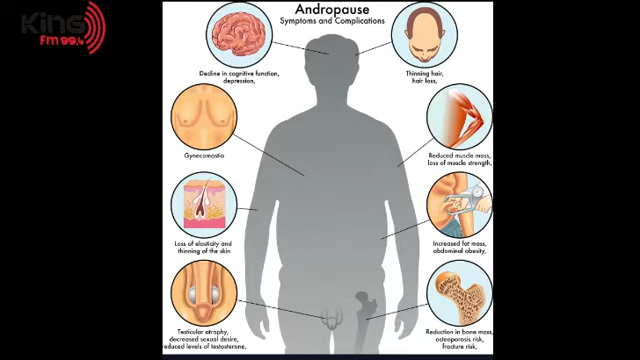 King
FM 99.4
Andropause
Symptoms and Complications
Decline in cognitive function,
depression,
Thinning hair,
hair loss,
Gynecomastia
Reduced muscle mass,
loss of muscle strength,
Loss of elasticity and
thinning of the skin
Increased fat mass,
abdominal obesity,
Testicular atrophy,
decreased sexual desire,
reduced levels of testosterone,
Reduction in bone mass,
osteoporosis risk,
fracture risk,